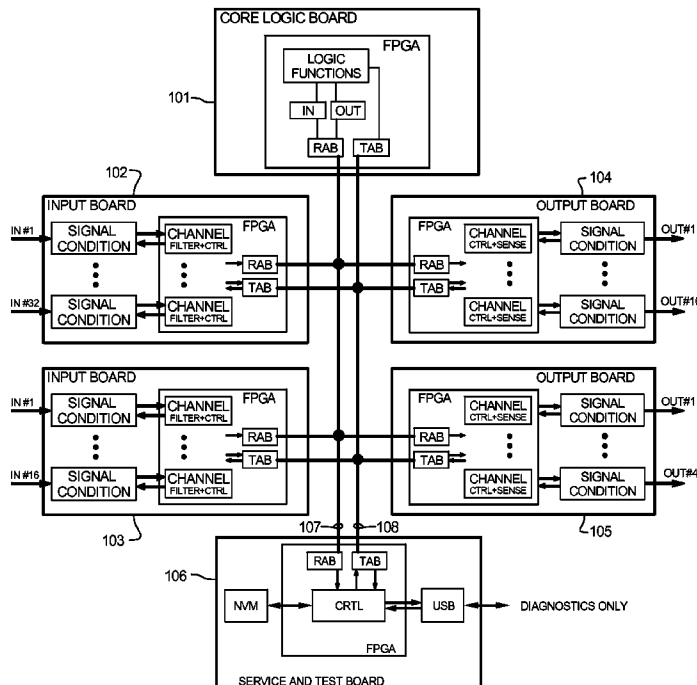 CORE LOGIC BOARD
FPGA
LOGIC
FUNCTIONS
101
IN
OUT
RAB
TAB
102
104
INPUT BOARD
IN #1
SIGNAL
CONDITION
CHANNEL
FILTER+CTRL
FPGA
RAB
TAB
IN #32
SIGNAL
CONDITION
CHANNEL
FILTER+CTRL
OUTPUT BOARD
FPGA
CHANNEL
CTRL+SENSE
SIGNAL
CONDITION
OUT#1
RAB
TAB
CHANNEL
CTRL+SENSE
SIGNAL
CONDITION
OUT#16
INPUT BOARD
IN #1
SIGNAL
CONDITION
CHANNEL
FILTER+CTRL
FPGA
RAB
TAB
IN #16
SIGNAL
CONDITION
CHANNEL
FILTER+CTRL
OUTPUT BOARD
FPGA
CHANNEL
CTRL+SENSE
SIGNAL
CONDITION
OUT#1
RAB
TAB
CHANNEL
CTRL+SENSE
SIGNAL
CONDITION
OUT#4
103
107
108
105
106
RAB
TAB
NVM
CRTL
USB
DIAGNOSTICS ONLY
FPGA
SERVICE AND TEST BOARD